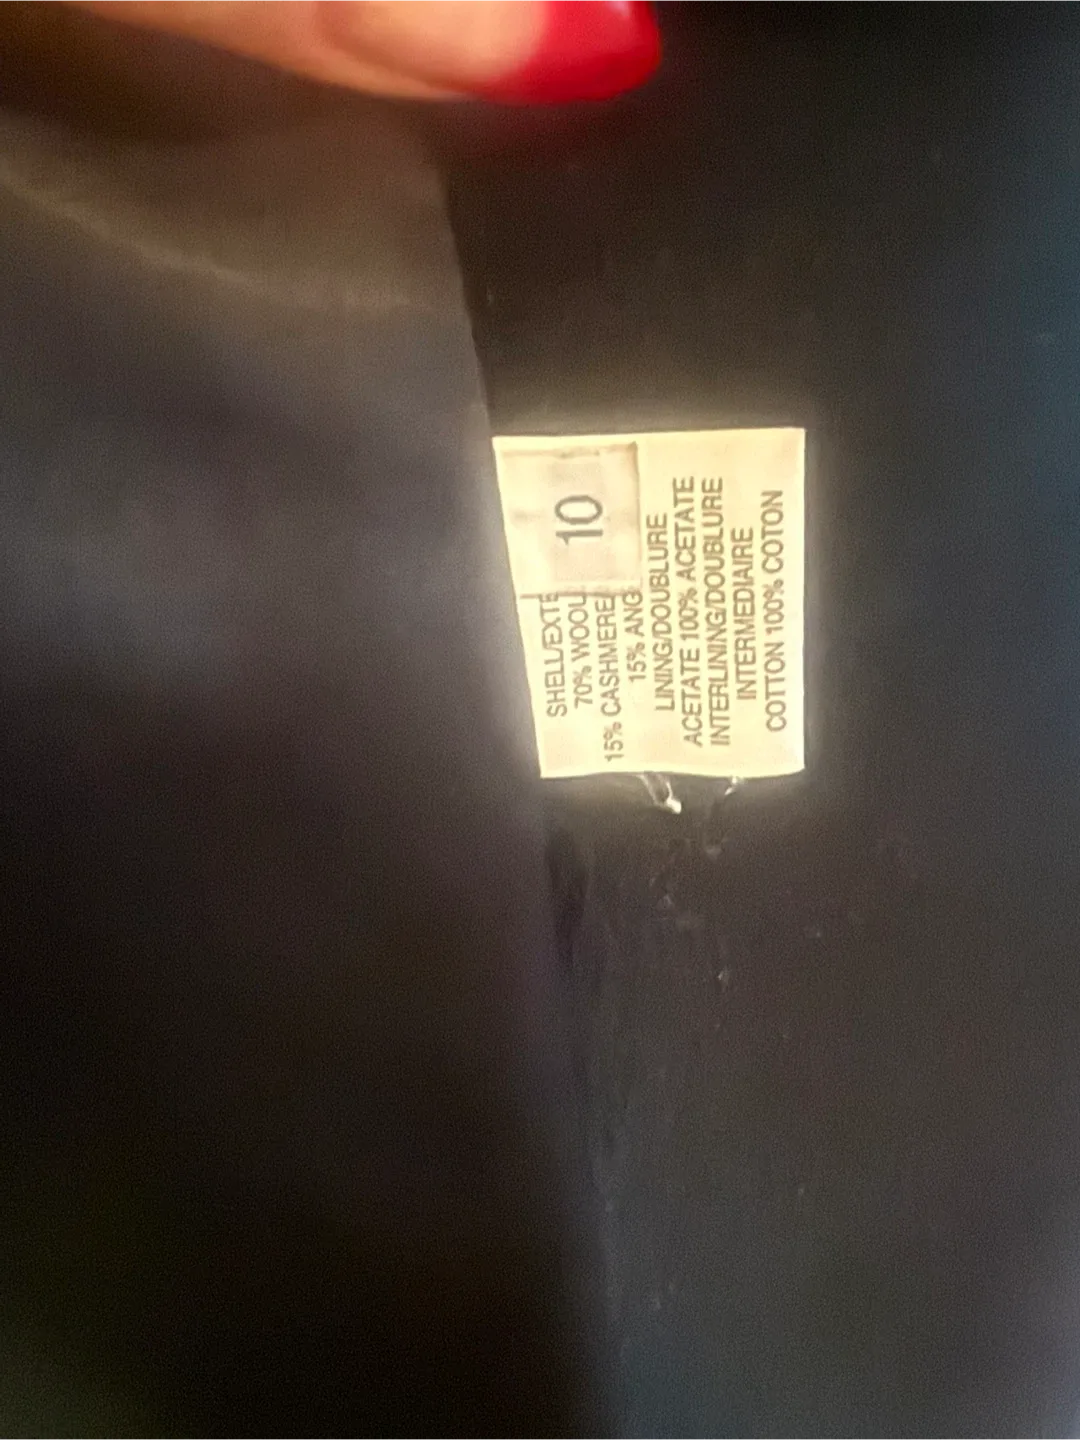 10
SHELL/EXTE
70% WOOL
15% CASHMERE
15% ANG
LINING/DOUBLURE
ACETATE 100% ACETATE
INTERLINING/DOUBLURE
INTERMEDIAIRE
COTTON 100% COTON